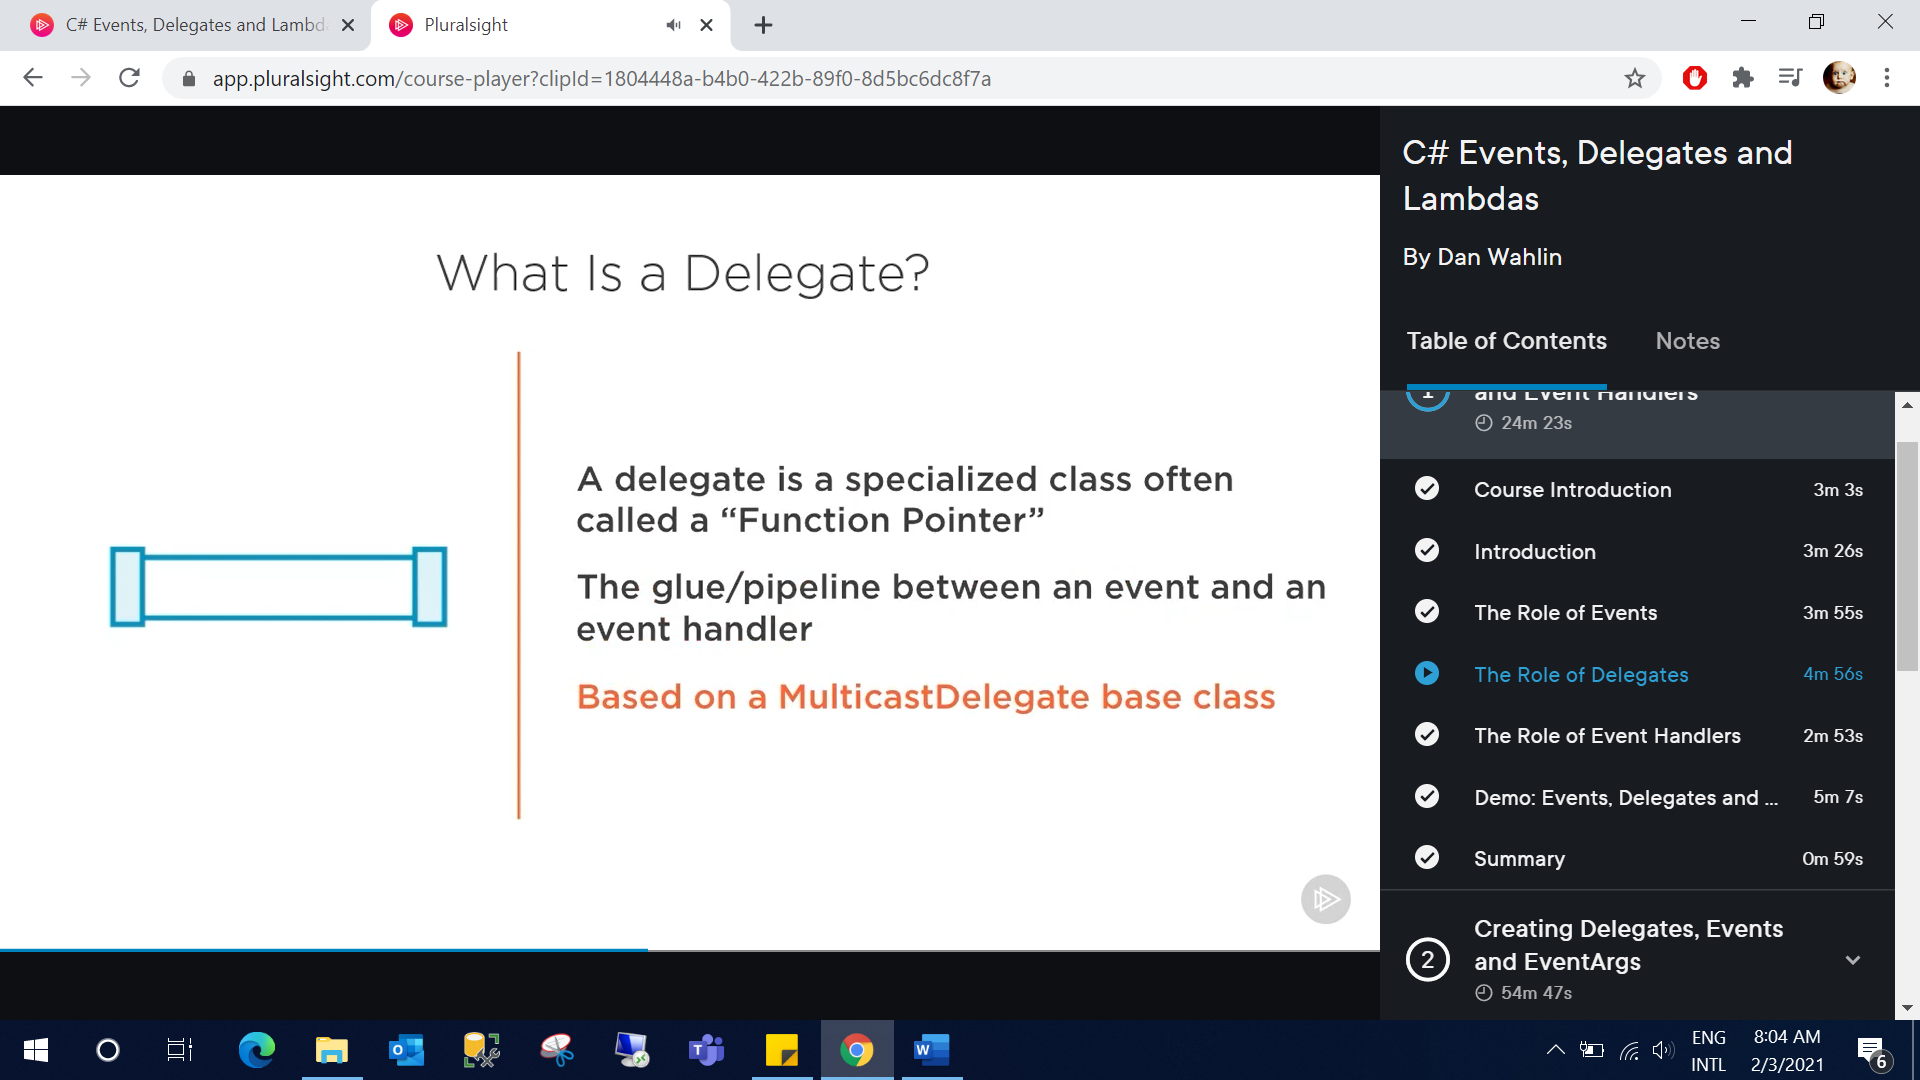 C# Events, Delegates and Lambd
Pluralsight
app.pluralsight.com/course-player?clipId=1804448a-b4b0-422b-89f0-8d5bc6dc8f7a
What Is a Delegate?
A delegate is a specialized class often
called a “Function Pointer”
The glue/pipeline between an event and an
event handler
Based on a MulticastDelegate base class
C# Events, Delegates and
Lambdas
By Dan Wahlin
Table of Contents Notes
1 and Event Handlers
24m 23s
Course Introduction 3m 3s
Introduction 3m 26s
The Role of Events 3m 55s
The Role of Delegates 4m 56s
The Role of Event Handlers 2m 53s
Demo: Events, Delegates and ... 5m 7s
Summary 0m 59s
2
Creating Delegates, Events
and EventArgs
54m 47s
ENG
INTL
8:04 AM
2/3/2021
6